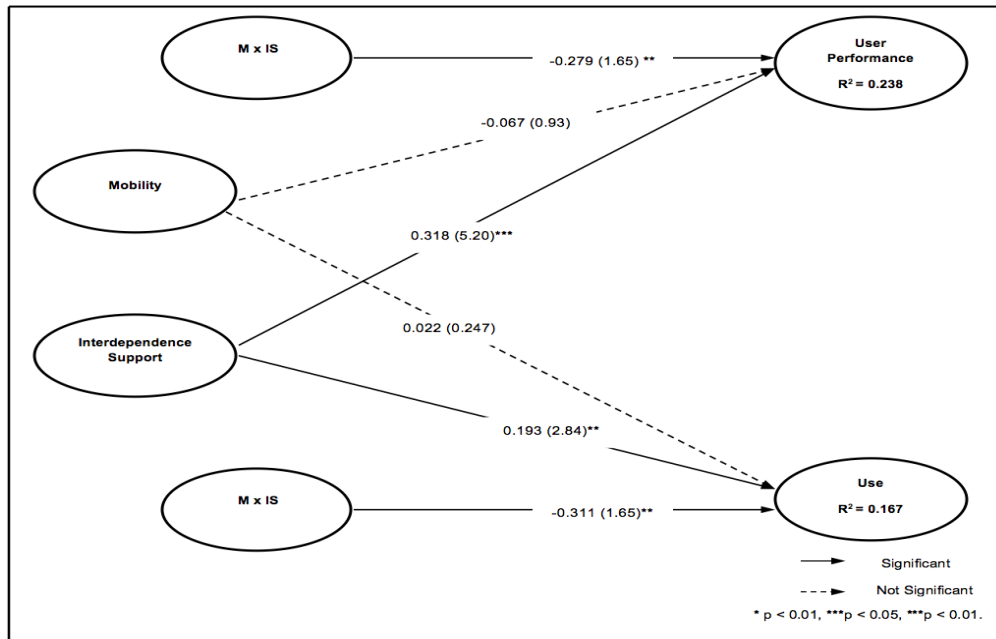 M x IS
-0.279 (1.65) **
User
Performance
R² = 0.238
-0.067 (0.93)
Mobility
0.318 (5.20)***
Interdependence
Support
0.022 (0.247)
0.193 (2.84)**
M x IS
-0.311 (1.65)**
Use
R² = 0.167
Significant
Not Significant
* p < 0.01, ***p < 0.05, ***p < 0.01.